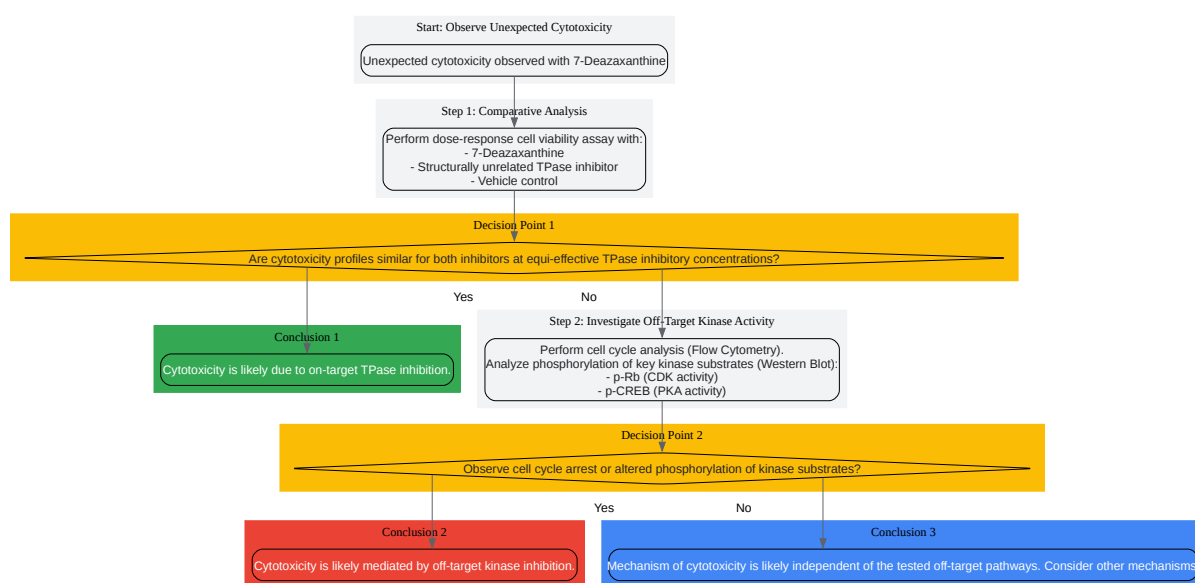 Start: Observe Unexpected Cytotoxicity
Unexpected cytotoxicity observed with 7-Deazaxanthine
Step 1: Comparative Analysis
Perform dose-response cell viability assay with:
- 7-Deazaxanthine
- Structurally unrelated TPase inhibitor
- Vehicle control
Decision Point 1
Are cytotoxicity profiles similar for both inhibitors at equi-effective TPase inhibitory concentrations?
Yes
No
Conclusion 1
Cytotoxicity is likely due to on-target TPase inhibition.
Step 2: Investigate Off-Target Kinase Activity
Perform cell cycle analysis (Flow Cytometry).
Analyze phosphorylation of key kinase substrates (Western Blot):
- p-Rb (CDK activity)
- p-CREB (PKA activity)
Decision Point 2
Observe cell cycle arrest or altered phosphorylation of kinase substrates?
Yes
No
Conclusion 2
Cytotoxicity is likely mediated by off-target kinase inhibition.
Conclusion 3
Mechanism of cytotoxicity is likely independent of the tested off-target pathways. Consider other mechanisms